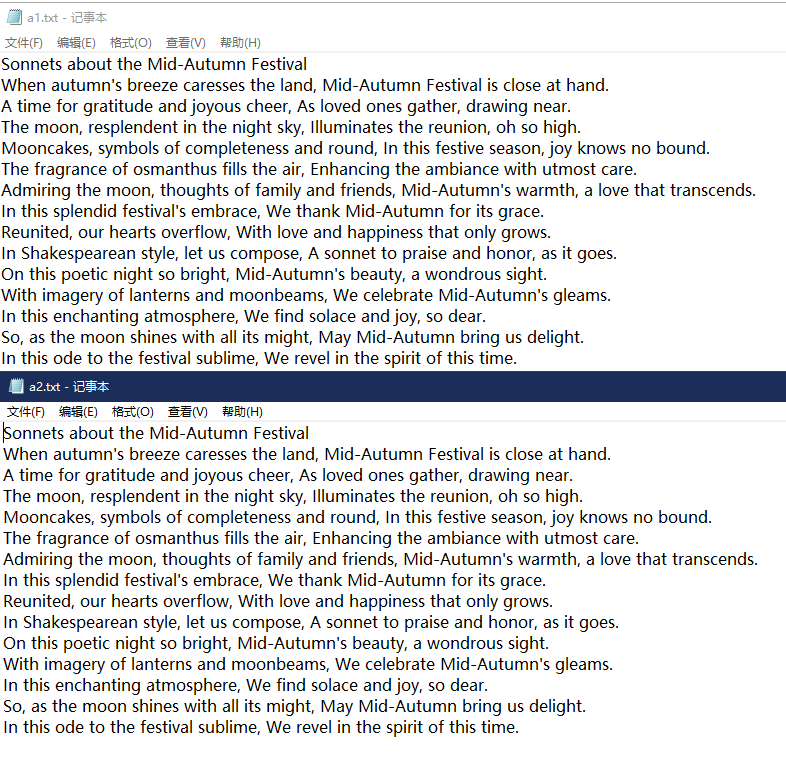 a1.txt - 记事本
文件(F) 编辑(E) 格式(O) 查看(V) 帮助(H)
Sonnets about the Mid-Autumn Festival
When autumn's breeze caresses the land, Mid-Autumn Festival is close at hand.
A time for gratitude and joyous cheer, As loved ones gather, drawing near.
The moon, resplendent in the night sky, Illuminates the reunion, oh so high.
Mooncakes, symbols of completeness and round, In this festive season, joy knows no bound.
The fragrance of osmanthus fills the air, Enhancing the ambiance with utmost care.
Admiring the moon, thoughts of family and friends, Mid-Autumn's warmth, a love that transcends.
In this splendid festival's embrace, We thank Mid-Autumn for its grace.
Reunited, our hearts overflow, With love and happiness that only grows.
In Shakespearean style, let us compose, A sonnet to praise and honor, as it goes.
On this poetic night so bright, Mid-Autumn's beauty, a wondrous sight.
With imagery of lanterns and moonbeams, We celebrate Mid-Autumn's gleams.
In this enchanting atmosphere, We find solace and joy, so dear.
So, as the moon shines with all its might, May Mid-Autumn bring us delight.
In this ode to the festival sublime, We revel in the spirit of this time.
a2.txt - 记事本
文件(F) 编辑(E) 格式(O) 查看(V) 帮助(H)
Sonnets about the Mid-Autumn Festival
When autumn's breeze caresses the land, Mid-Autumn Festival is close at hand.
A time for gratitude and joyous cheer, As loved ones gather, drawing near.
The moon, resplendent in the night sky, Illuminates the reunion, oh so high.
Mooncakes, symbols of completeness and round, In this festive season, joy knows no bound.
The fragrance of osmanthus fills the air, Enhancing the ambiance with utmost care.
Admiring the moon, thoughts of family and friends, Mid-Autumn's warmth, a love that transcends.
In this splendid festival's embrace, We thank Mid-Autumn for its grace.
Reunited, our hearts overflow, With love and happiness that only grows.
In Shakespearean style, let us compose, A sonnet to praise and honor, as it goes.
On this poetic night so bright, Mid-Autumn's beauty, a wondrous sight.
With imagery of lanterns and moonbeams, We celebrate Mid-Autumn's gleams.
In this enchanting atmosphere, We find solace and joy, so dear.
So, as the moon shines with all its might, May Mid-Autumn bring us delight.
In this ode to the festival sublime, We revel in the spirit of this time.